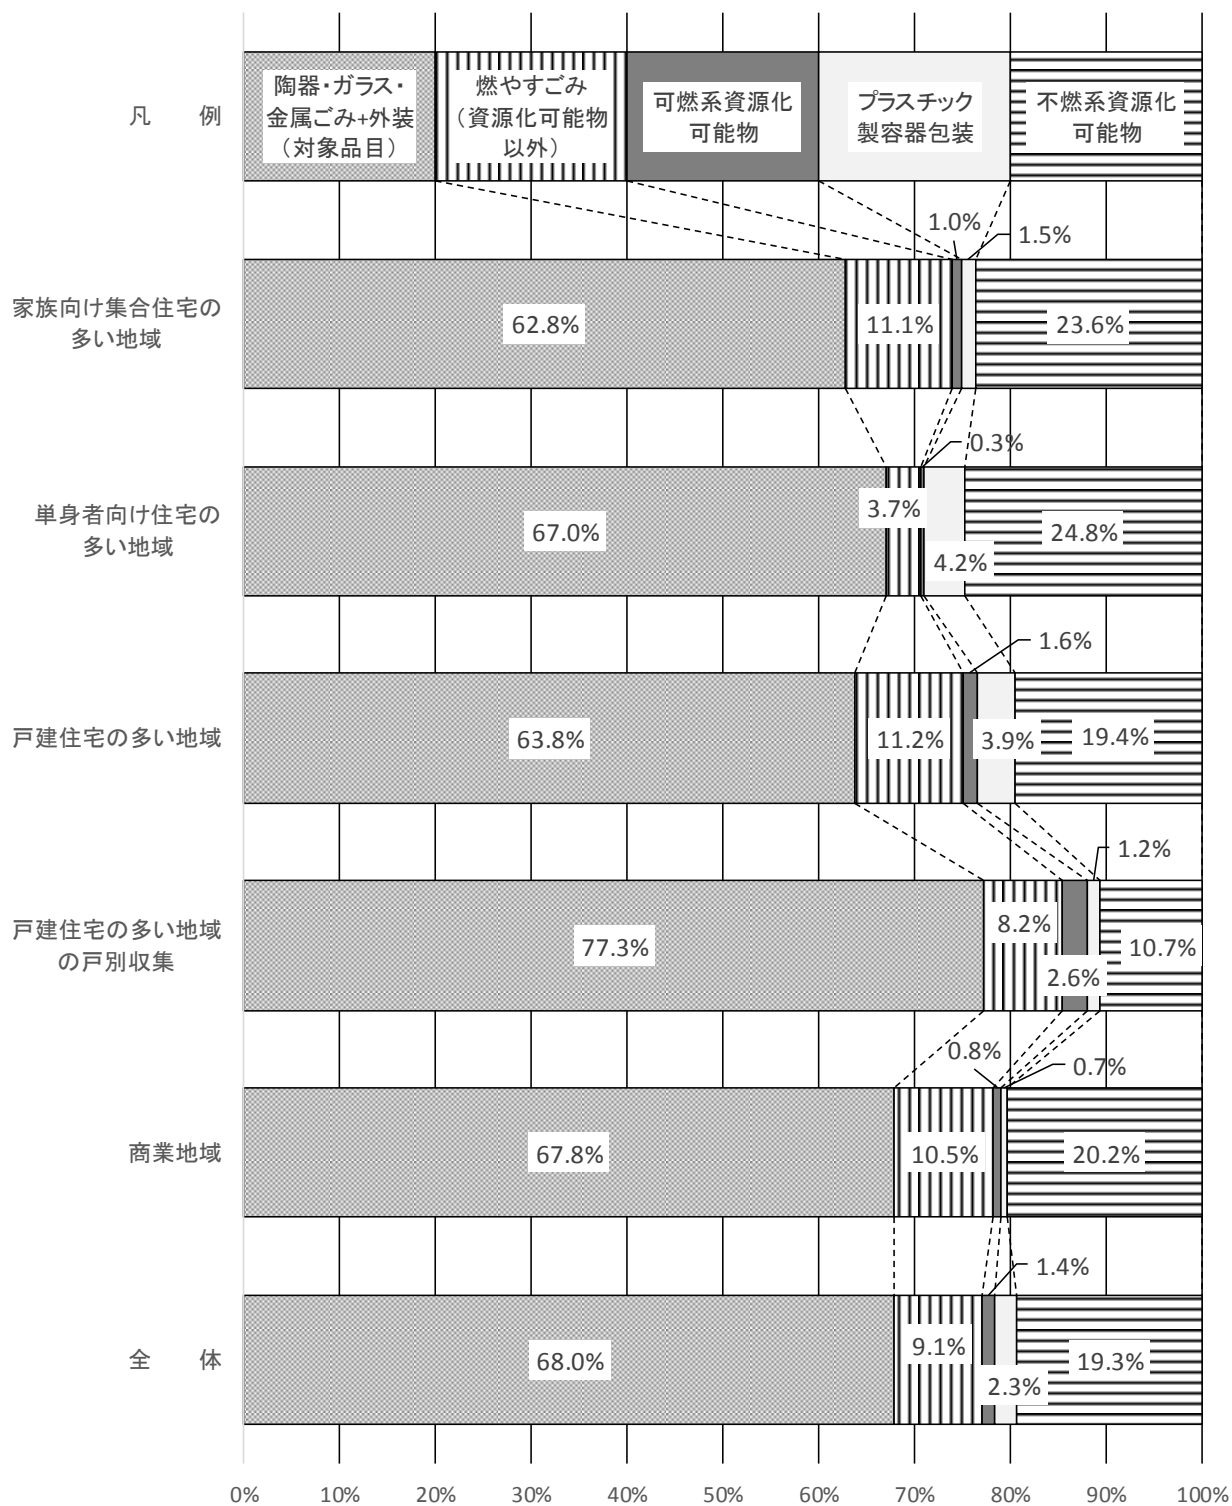 凡　　例
陶器・ガラス・
金属ごみ+外装
（対象品目）
燃やすごみ
（資源化可能物
以外）
可燃系資源化
可能物
プラスチック
製容器包装
不燃系資源化
可能物
家族向け集合住宅の
多い地域
62.8%
11.1%
1.0%
1.5%
23.6%
単身者向け住宅の
多い地域
67.0%
3.7%
0.3%
4.2%
24.8%
戸建住宅の多い地域
63.8%
11.2%
1.6%
3.9%
19.4%
戸建住宅の多い地域
の戸別収集
77.3%
8.2%
2.6%
1.2%
10.7%
商業地域
67.8%
10.5%
0.8%
0.7%
20.2%
全　　体
68.0%
9.1%
1.4%
2.3%
19.3%
0% 10% 20% 30% 40% 50% 60% 70% 80% 90% 100%